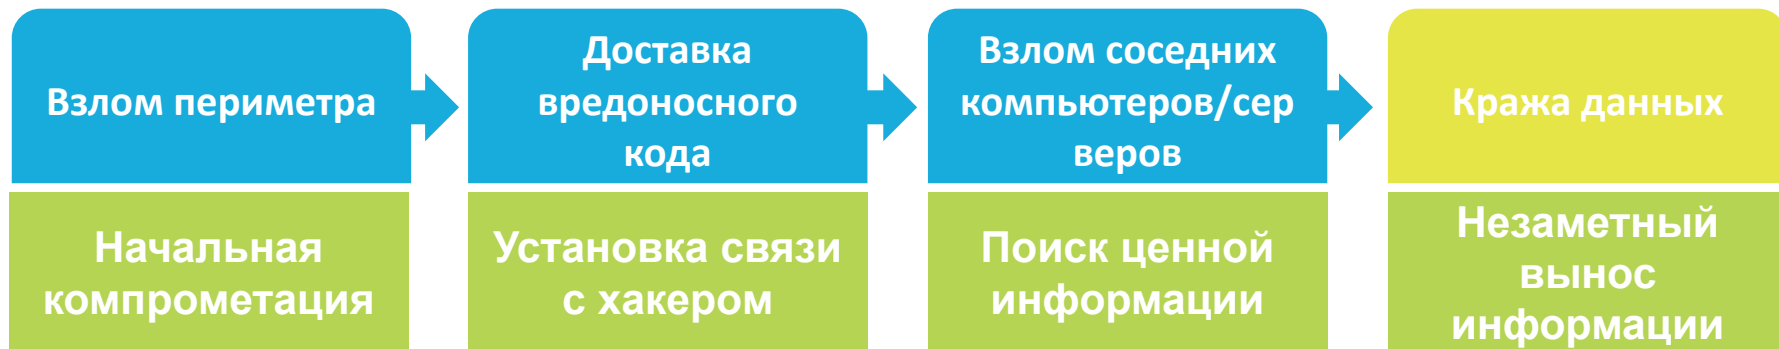 Взлом периметра
Доставка
вредоносного
кода
Взлом соседних
компьютеров/сер
веров
Кража данных
Начальная
компрометация
Установка связи
с хакером
Поиск ценной
информации
Незаметный
вынос
информации